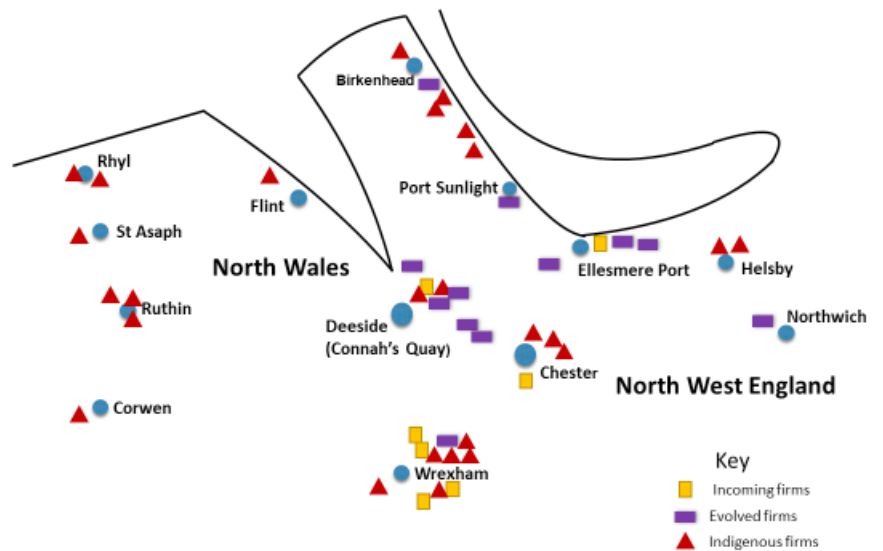 Birkenhead
Rhyl
Port Sunlight
Flint
St Asaph
North Wales
Ellesmere Port
Helsby
Ruthin
Deeside
(Connah's Quay)
Northwich
Chester
North West England
Corwen
Wrexham
Key
Incoming firms
Evolved firms
Indigenous firms